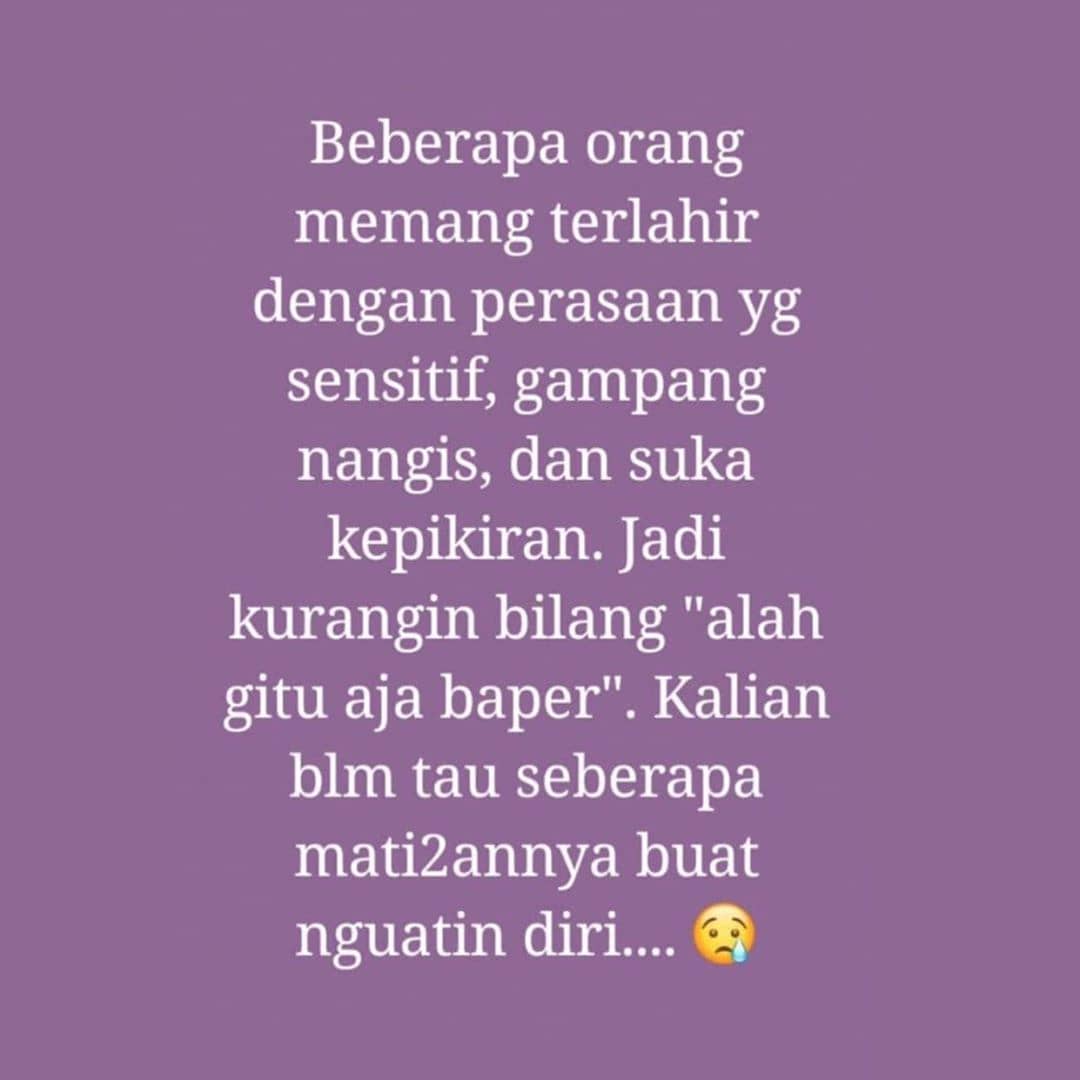 Beberapa orang
memang terlahir
dengan perasaan yg
sensitif, gampang
nangis, dan suka
kepikiran. Jadi
kurangin bilang "alah
gitu aja baper". Kalian
blm tau seberapa
mati2annya buat
nguatin diri.... 😢